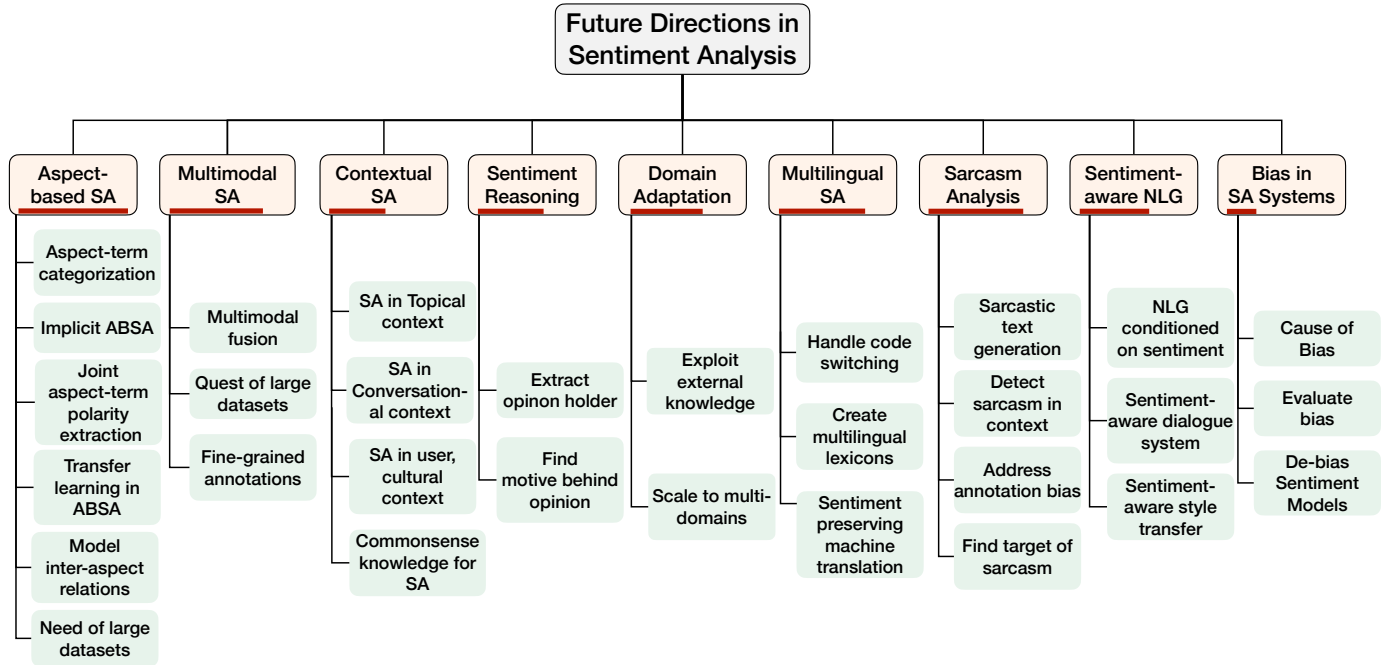 Future Directions in
Sentiment Analysis
Aspect-
based SA
Aspect-term
categorization
Implicit ABSA
Joint
aspect-term
polarity
extraction
Transfer
learning in
ABSA
Model
inter-aspect
relations
Need of large
datasets
Multimodal
SA
Multimodal
fusion
Quest of large
datasets
Fine-grained
annotations
Contextual
SA
SA in Topical
context
SA in
Conversation-
al context
SA in user,
cultural
context
Commonsense
knowledge for
SA
Sentiment
Reasoning
Extract
opinon holder
Find
motive behind
opinion
Domain
Adaptation
Exploit
external
knowledge
Scale to multi-
domains
Multilingual
SA
Handle code
switching
Create
multilingual
lexicons
Sentiment
preserving
machine
translation
Sarcasm
Analysis
Sarcastic
text
generation
Detect
sarcasm in
context
Address
annotation bias
Find target of
sarcasm
Sentiment-
aware NLG
NLG
conditioned
on sentiment
Sentiment-
aware dialogue
system
Sentiment-
aware style
transfer
Bias in
SA Systems
Cause of
Bias
Evaluate
bias
De-bias
Sentiment
Models